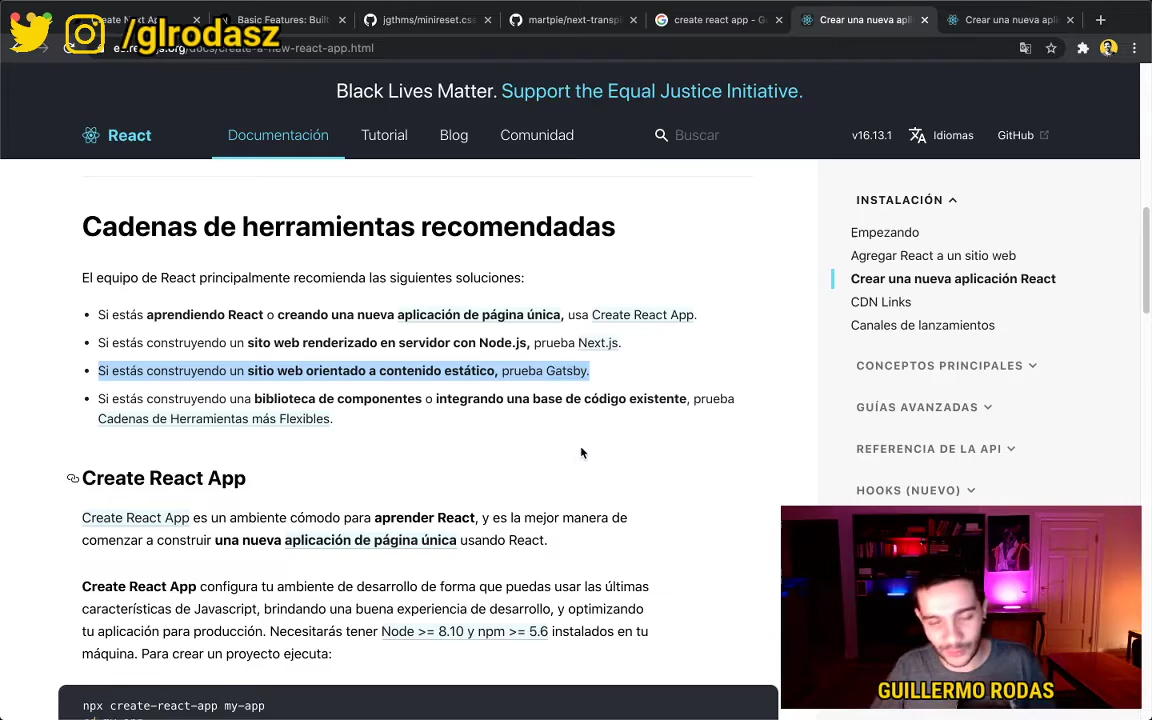 Create Next App
Basic Features: Built
jgthms/minireset.css
martpie/next-transpi
create react app - G
Crear una nueva apli
Crear una nueva apli
/glrodasz
.org/docs/create-a-new-react-app.html
Black Lives Matter. Support the Equal Justice Initiative.
React
Documentación
Tutorial
Blog
Comunidad
Buscar
v16.13.1
Idiomas
GitHub
Cadenas de herramientas recomendadas
El equipo de React principalmente recomienda las siguientes soluciones:
Si estás aprendiendo React o creando una nueva aplicación de página única, usa Create React App.
Si estás construyendo un sito web renderizado en servidor con Node.js, prueba Next.js.
Si estás construyendo un sitio web orientado a contenido estático, prueba Gatsby.
Si estás construyendo una biblioteca de componentes o integrando una base de código existente, prueba
Cadenas de Herramientas más Flexibles.
Create React App
Create React App es un ambiente cómodo para aprender React, y es la mejor manera de
comenzar a construir una nueva aplicación de página única usando React.
Create React App configura tu ambiente de desarrollo de forma que puedas usar las últimas
características de Javascript, brindando una buena experiencia de desarrollo, y optimizando
tu aplicación para producción. Necesitarás tener Node >= 8.10 y npm >= 5.6 instalados en tu
máquina. Para crear un proyecto ejecuta:
npx create-react-app my-app
INSTALACIÓN
Empezando
Agregar React a un sitio web
Crear una nueva aplicación React
CDN Links
Canales de lanzamientos
CONCEPTOS PRINCIPALES
GUÍAS AVANZADAS
REFERENCIA DE LA API
HOOKS (NUEVO)
GUILLERMO RODAS